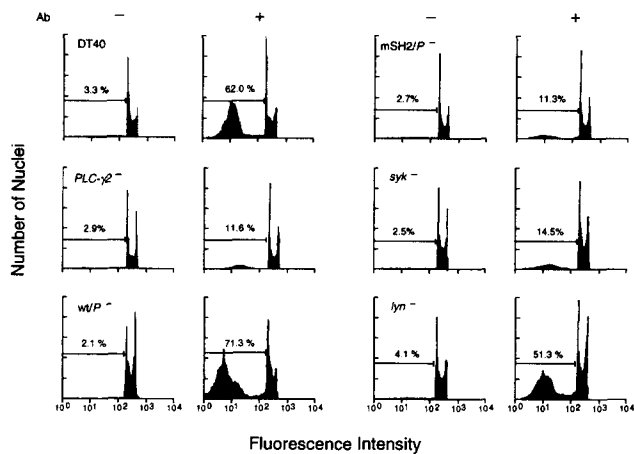 Ab − + − +
DT40 mSH2/P −
3.3 % 62.0 % 2.7% 11.3%
PLC-γ2 − syk −
2.9% 11.6 % 2.5% 14.5%
wt/P − lyn −
2.1 % 71.3 % 4.1% 51.3 %
10⁰ 10¹ 10² 10³ 10⁴ 10⁰ 10¹ 10² 10³ 10⁴ 10⁰ 10¹ 10² 10³ 10⁴ 10⁰ 10¹ 10² 10³ 10⁴
Number of Nuclei
Fluorescence Intensity